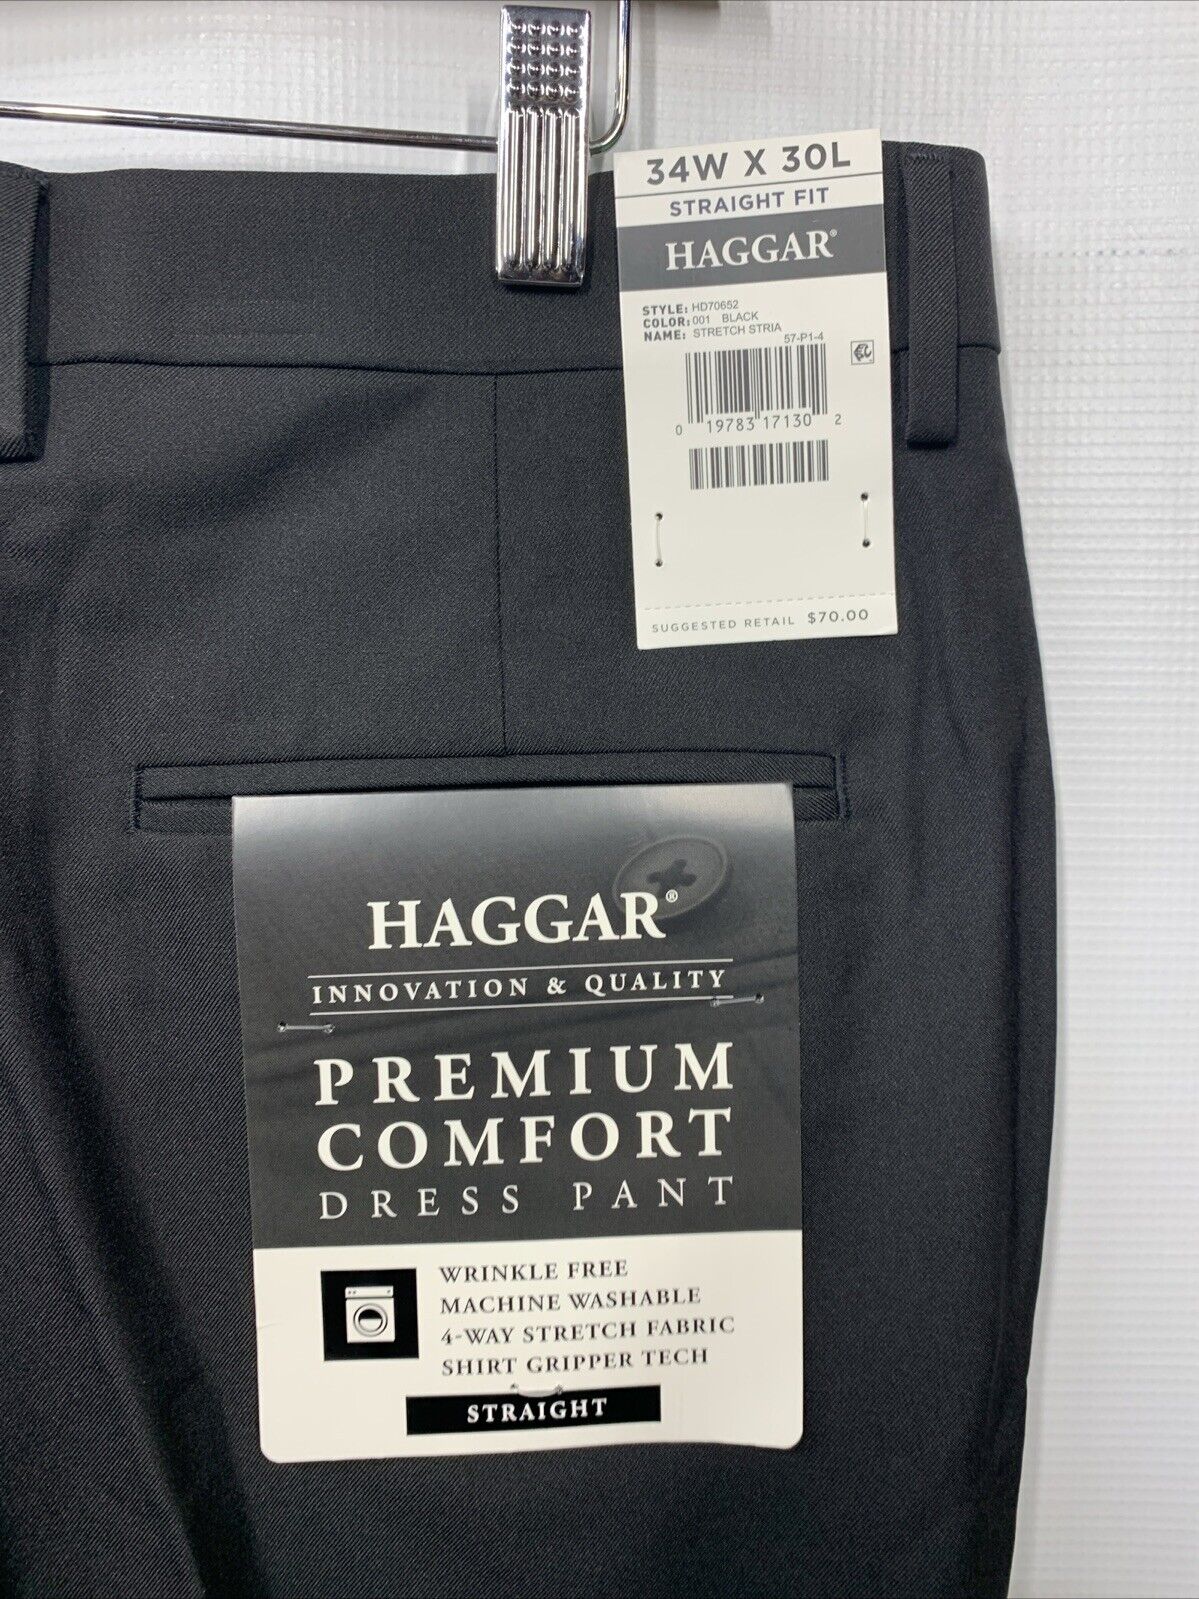 34W X 30L
STRAIGHT FIT
HAGGAR®
STYLE: HD70652
COLOR: 001 BLACK
NAME: STRETCH STRIA
57-P1-4
0 19783 17130 2
SUGGESTED RETAIL $70.00
HAGGAR®
INNOVATION & QUALITY
PREMIUM
COMFORT
DRESS PANT
WRINKLE FREE
MACHINE WASHABLE
4-WAY STRETCH FABRIC
SHIRT GRIPPER TECH
STRAIGHT